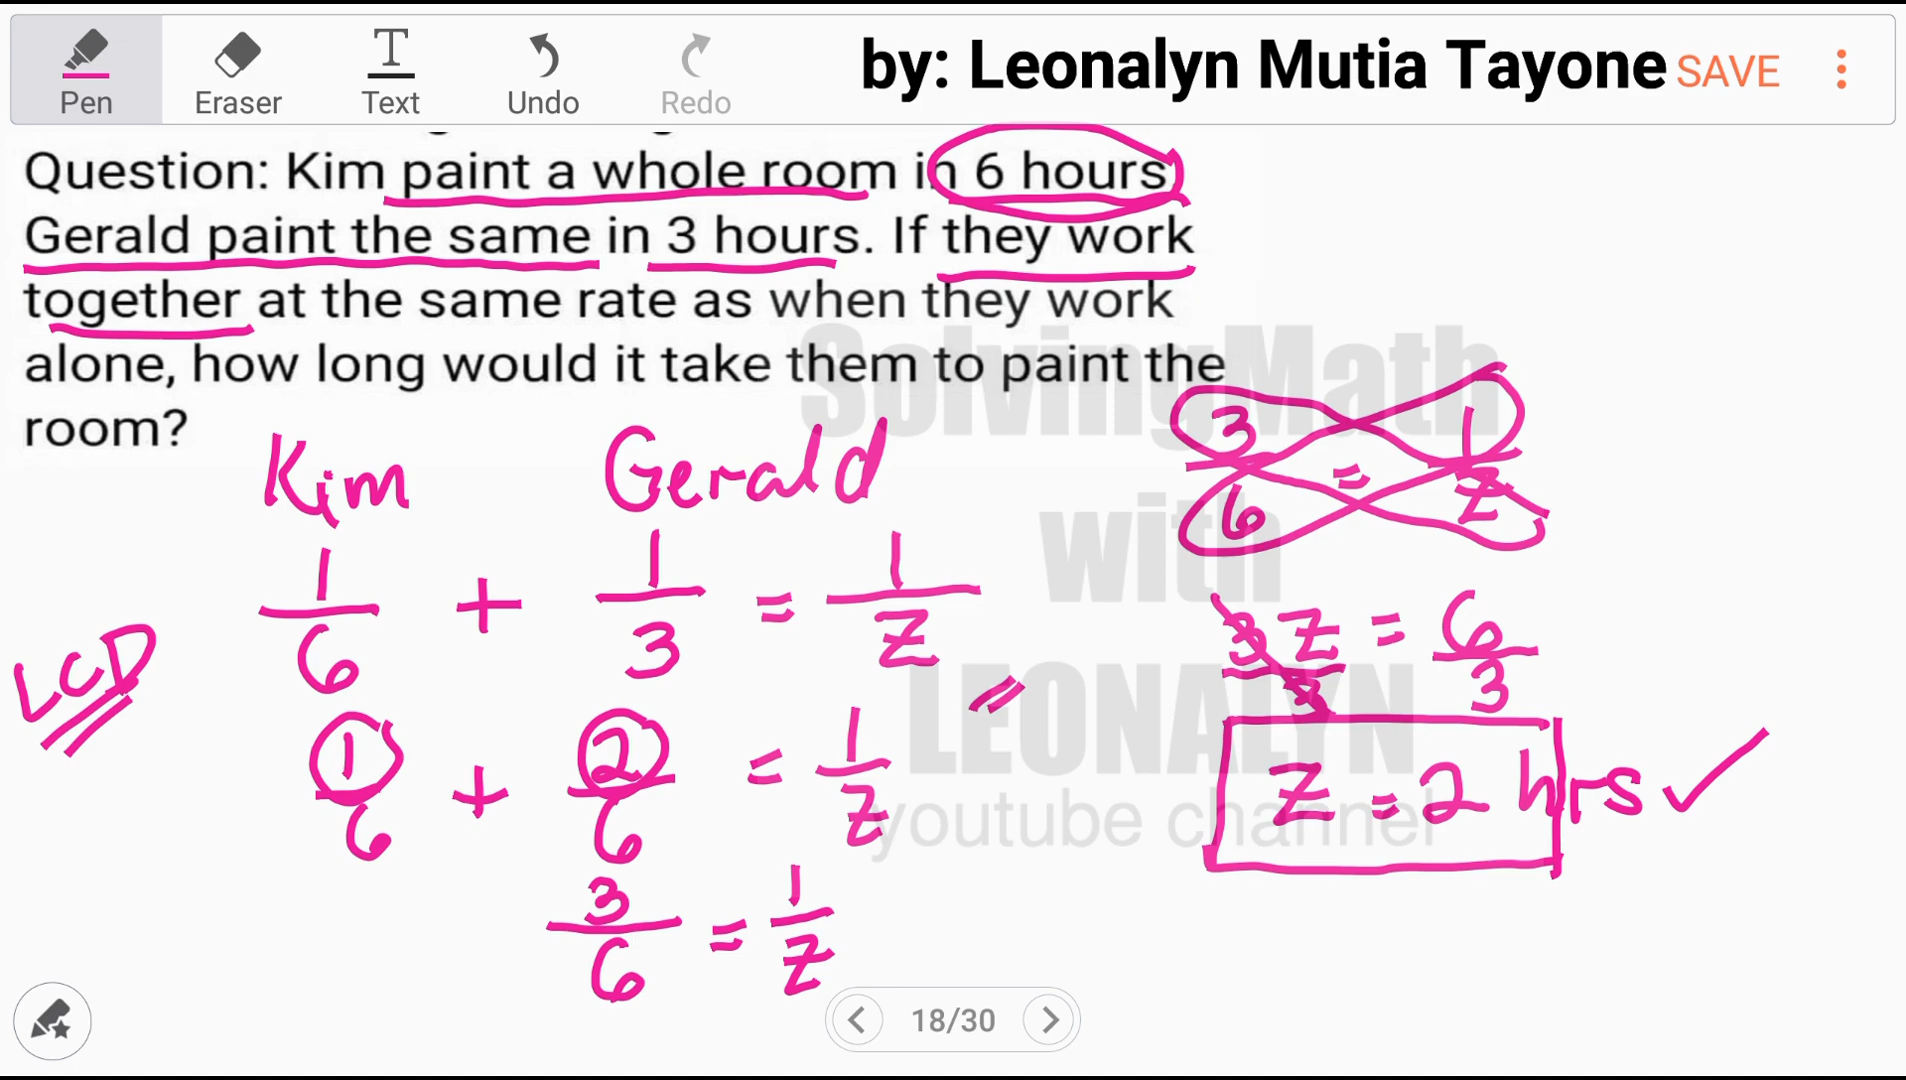 Pen Eraser Text Undo Redo by: Leonalyn Mutia Tayone SAVE
Question: Kim paint a whole room in 6 hours
Gerald paint the same in 3 hours. If they work
together at the same rate as when they work
alone, how long would it take them to paint the
room?
SolvingMath
with
LEONALYN
youtube channel
Kim Gerald
1/6 + 1/3 = 1/z
LCD
1/6 + 2/6 = 1/z
3/6 = 1/z
3/6 = 1/z
3z/3 = 6/3
z = 2 hrs ✓
18/30